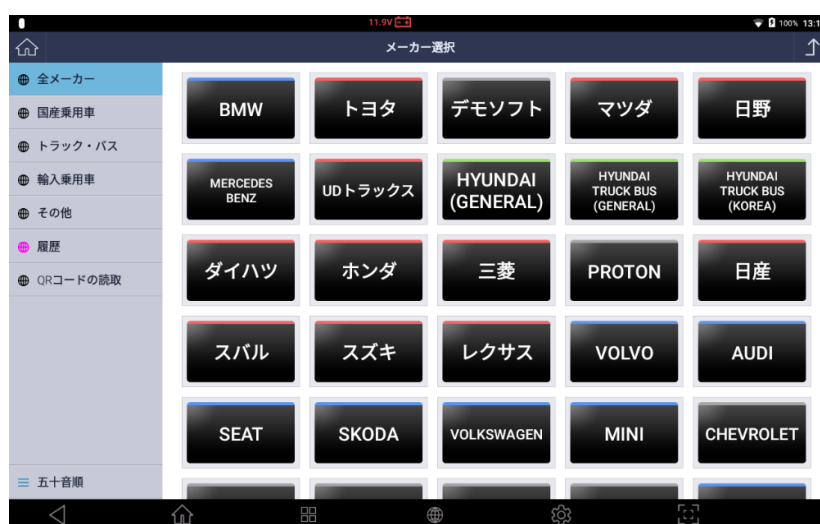 11.9V
100% 13:1
メーカー選択
全メーカー
国産乗用車
トラック・バス
輸入乗用車
その他
履歴
QRコードの読取
五十音順
BMW
トヨタ
デモソフト
マツダ
日野
MERCEDES
BENZ
UDトラックス
HYUNDAI
(GENERAL)
HYUNDAI
TRUCK BUS
(GENERAL)
HYUNDAI
TRUCK BUS
(KOREA)
ダイハツ
ホンダ
三菱
PROTON
日産
スバル
スズキ
レクサス
VOLVO
AUDI
SEAT
SKODA
VOLKSWAGEN
MINI
CHEVROLET